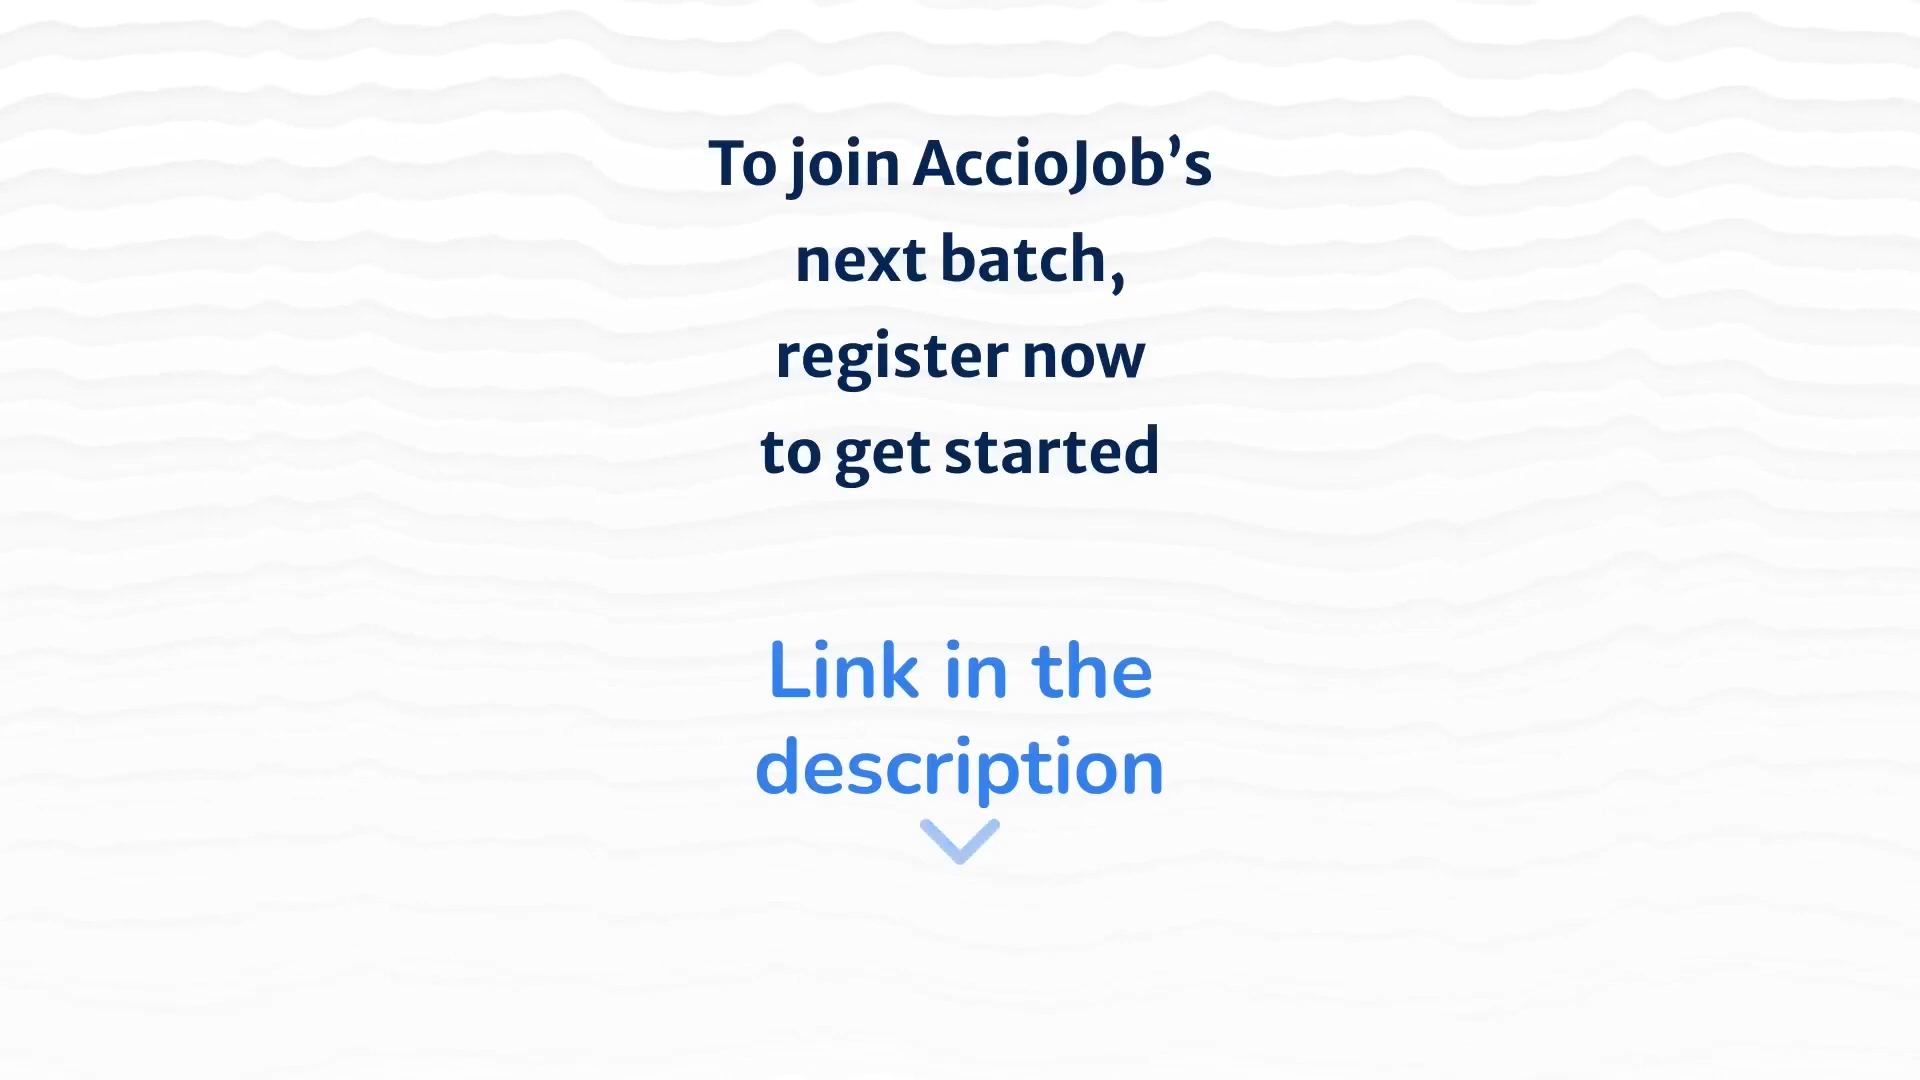 To join AccioJob’s
next batch,
register now
to get started
Link in the
description